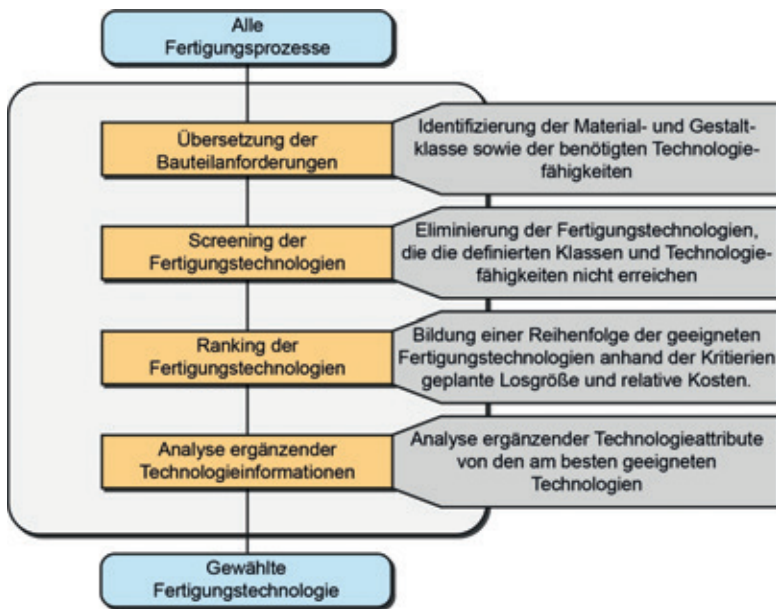 Alle
Fertigungsprozesse
Übersetzung der
Bauteilanforderungen
Identifizierung der Material- und Gestalt-
klasse sowie der benötigten Technologie-
fähigkeiten
Screening der
Fertigungstechnologien
Eliminierung der Fertigungstechnologien,
die die definierten Klassen und Technologie-
fähigkeiten nicht erreichen
Ranking der
Fertigungstechnologien
Bildung einer Reihenfolge der geeigneten
Fertigungstechnologien anhand der Kritierien
geplante Losgröße und relative Kosten.
Analyse ergänzender
Technologieinformationen
Analyse ergänzender Technologieattribute
von den am besten geeigneten
Technologien
Gewählte
Fertigungstechnologie